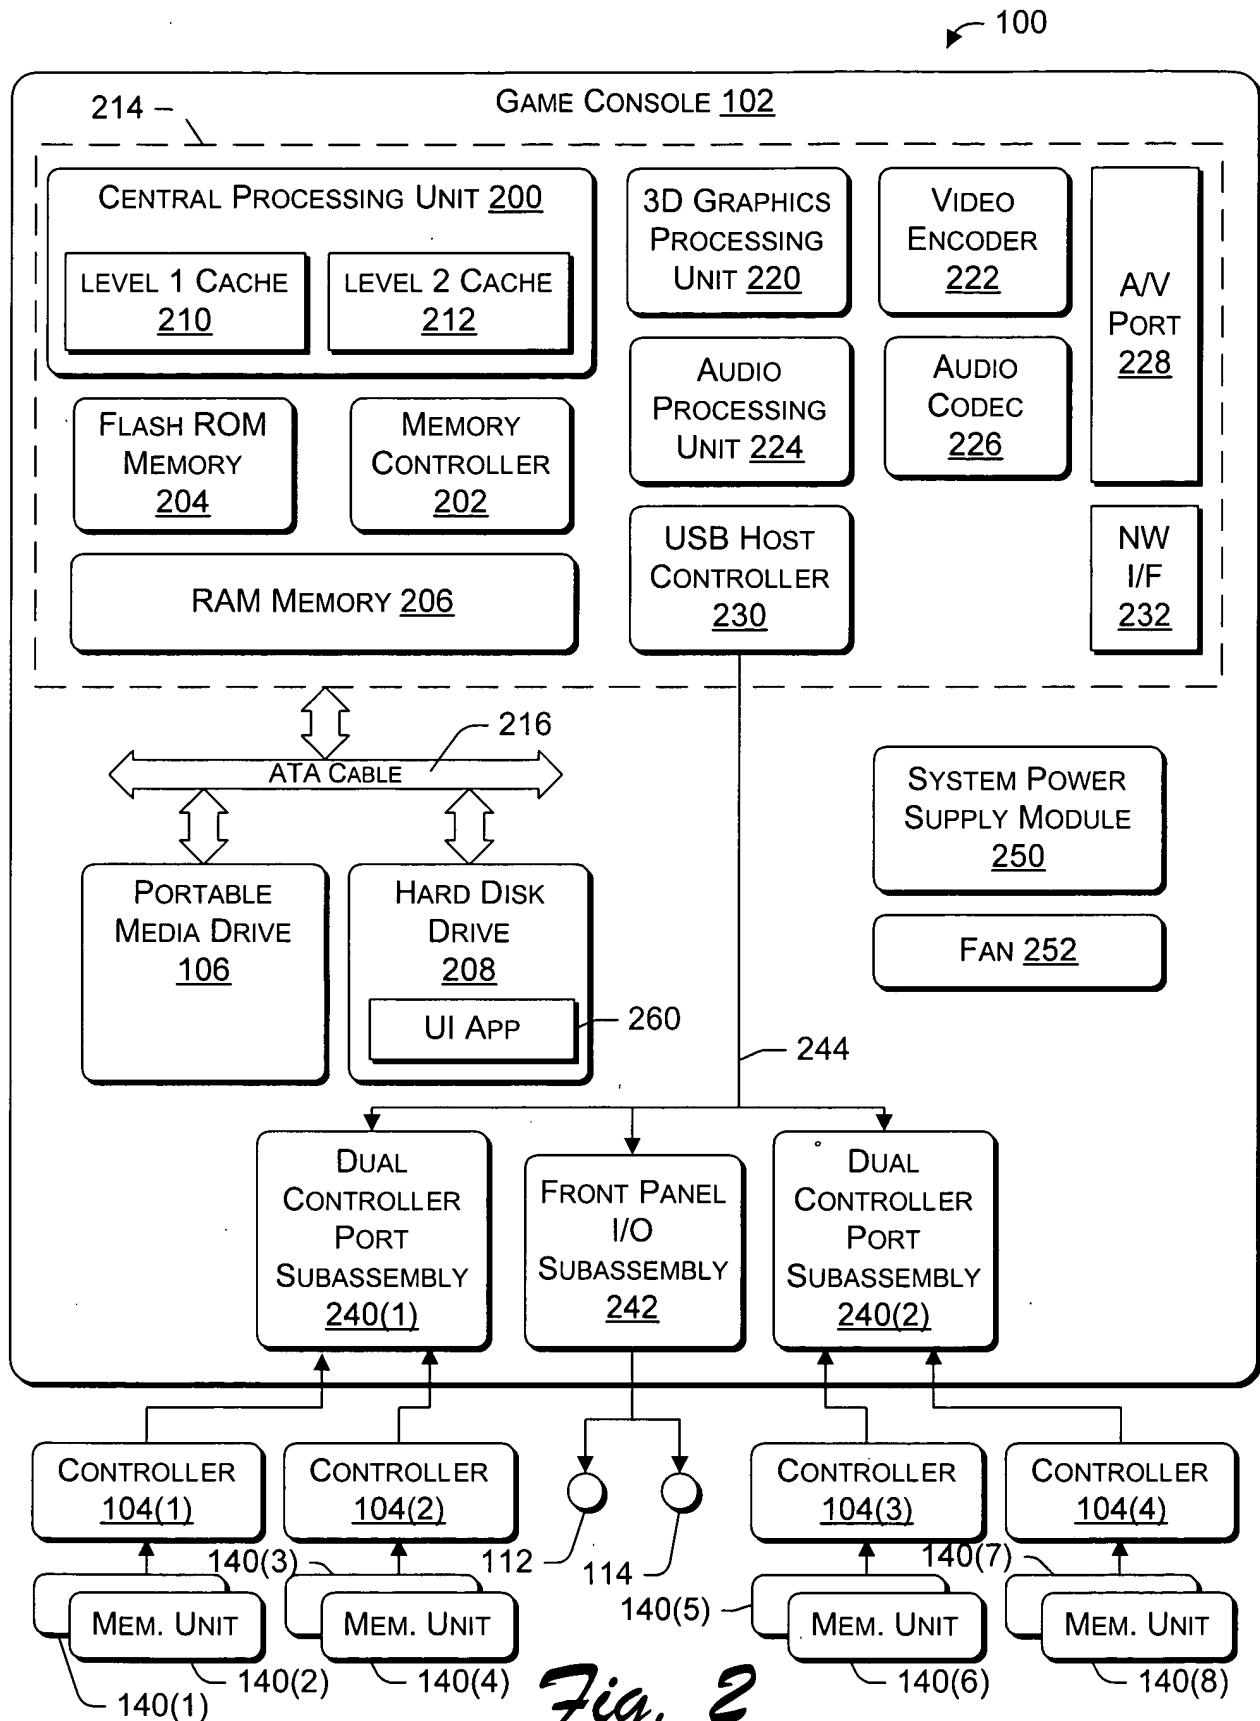 100
GAME CONSOLE 102
214
CENTRAL PROCESSING UNIT 200
LEVEL 1 CACHE
210
LEVEL 2 CACHE
212
3D GRAPHICS
PROCESSING
UNIT 220
VIDEO
ENCODER
222
A/V
PORT
228
FLASH ROM
MEMORY
204
MEMORY
CONTROLLER
202
AUDIO
PROCESSING
UNIT 224
AUDIO
CODEC
226
RAM MEMORY 206
USB HOST
CONTROLLER
230
NW
I/F
232
216
ATA CABLE
SYSTEM POWER
SUPPLY MODULE
250
PORTABLE
MEDIA DRIVE
106
HARD DISK
DRIVE
208
UI APP
260
FAN 252
244
DUAL
CONTROLLER
PORT
SUBASSEMBLY
240(1)
FRONT PANEL
I/O
SUBASSEMBLY
242
DUAL
CONTROLLER
PORT
SUBASSEMBLY
240(2)
CONTROLLER
104(1)
CONTROLLER
104(2)
CONTROLLER
104(3)
CONTROLLER
104(4)
112
114
140(3)
140(7)
140(5)
MEM. UNIT
MEM. UNIT
MEM. UNIT
MEM. UNIT
140(1)
140(2)
140(4)
140(6)
140(8)
Fig. 2